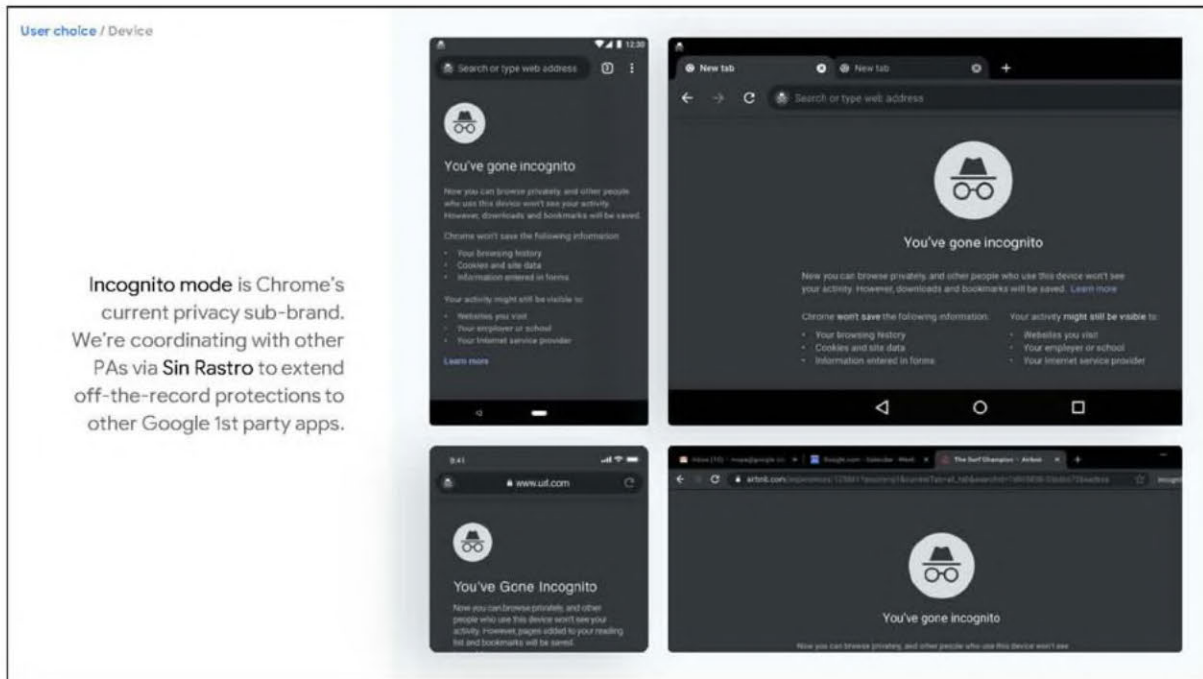 User choice / Device
Incognito mode is Chrome's
current privacy sub-brand.
We're coordinating with other
PAs via Sin Rastro to extend
off-the-record protections to
other Google 1st party apps.
12:30
Search or type web address
You've gone incognito
Now you can browse privately, and other people
who use this device won't see your activity.
However, downloads and bookmarks will be saved.
Chrome won't save the following information:
• Your browsing history
• Cookies and site data
• Information entered in forms
Your activity might still be visible to:
• Websites you visit
• Your employer or school
• Your Internet service provider
Learn more
New tab
New tab
Search or type web address
You've gone incognito
Now you can browse privately, and other people who use this device won't see
your activity. However, downloads and bookmarks will be saved. Learn more
Chrome won't save the following information:
• Your browsing history
• Cookies and site data
• Information entered in forms
Your activity might still be visible to:
• Websites you visit
• Your employer or school
• Your Internet service provider
9:41
www.url.com
You've Gone Incognito
Now you can browse privately, and other
people who use this device won't see your
activity. However, pages added to your reading
list and bookmarks will be saved.
The Surf Champion - Airbnb
airbnb.com
You've gone incognito
Now you can browse privately, and other people who use this device won't see